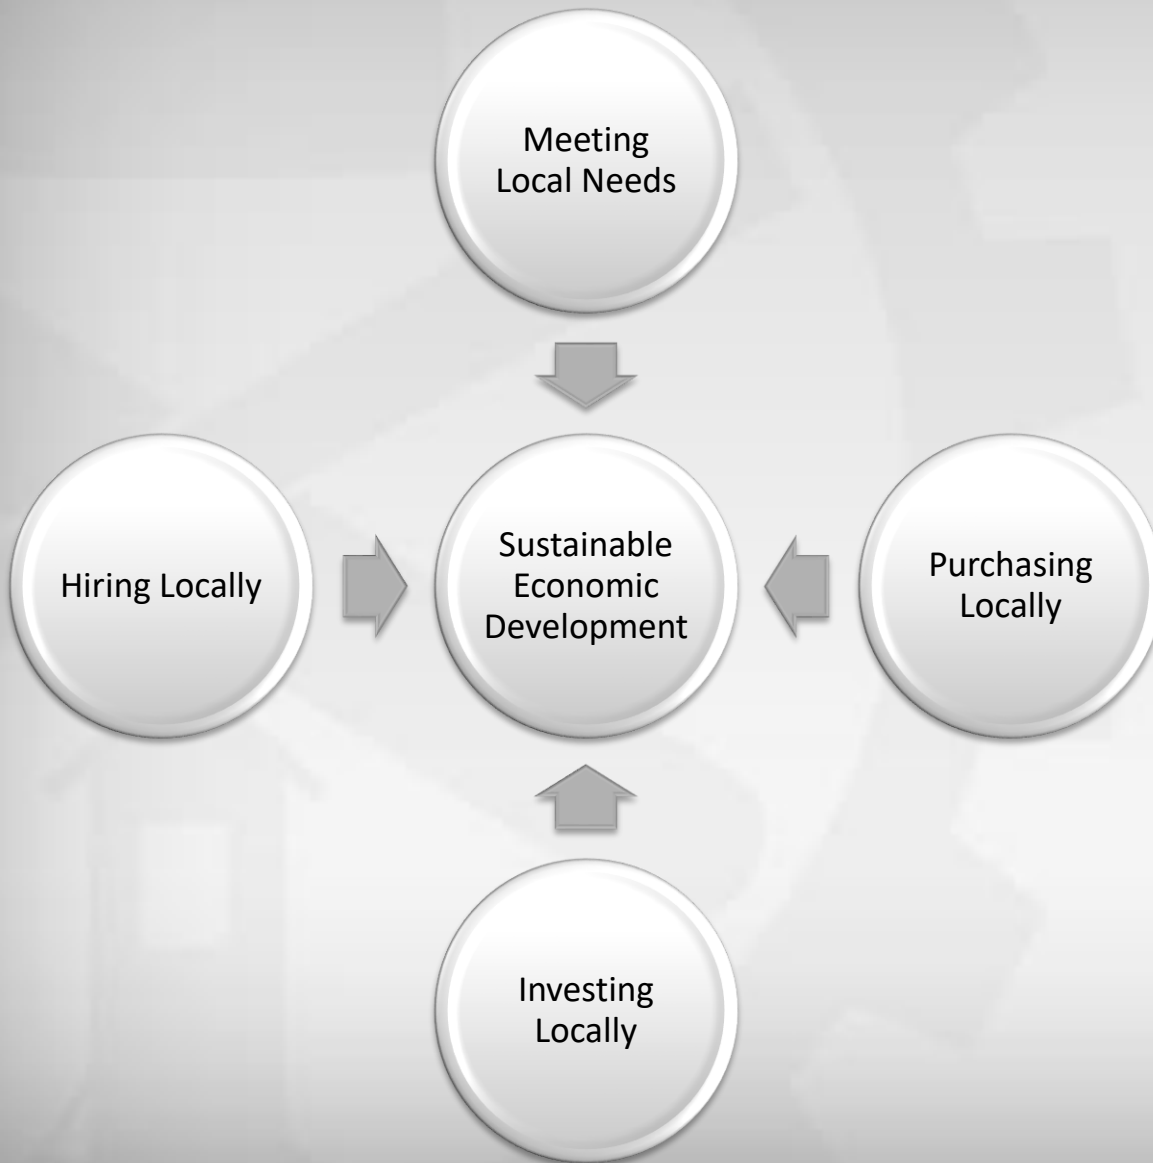 Meeting
Local Needs
Hiring Locally
Sustainable
Economic
Development
Purchasing
Locally
Investing
Locally